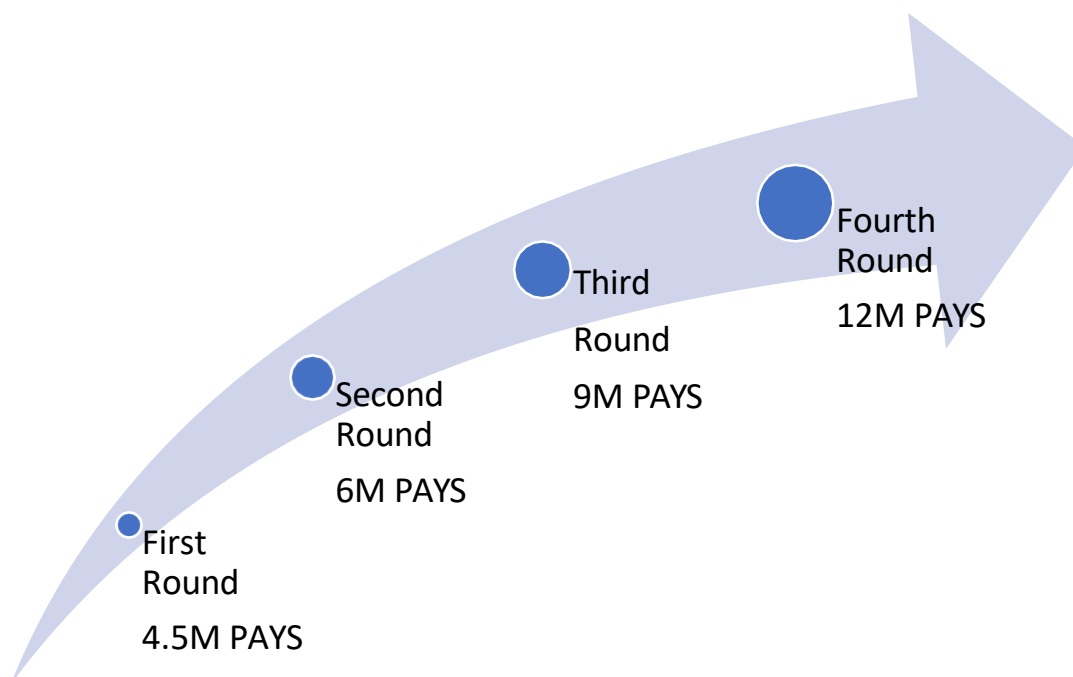 First
Round
4.5M PAYS
Second
Round
6M PAYS
Third
Round
9M PAYS
Fourth
Round
12M PAYS